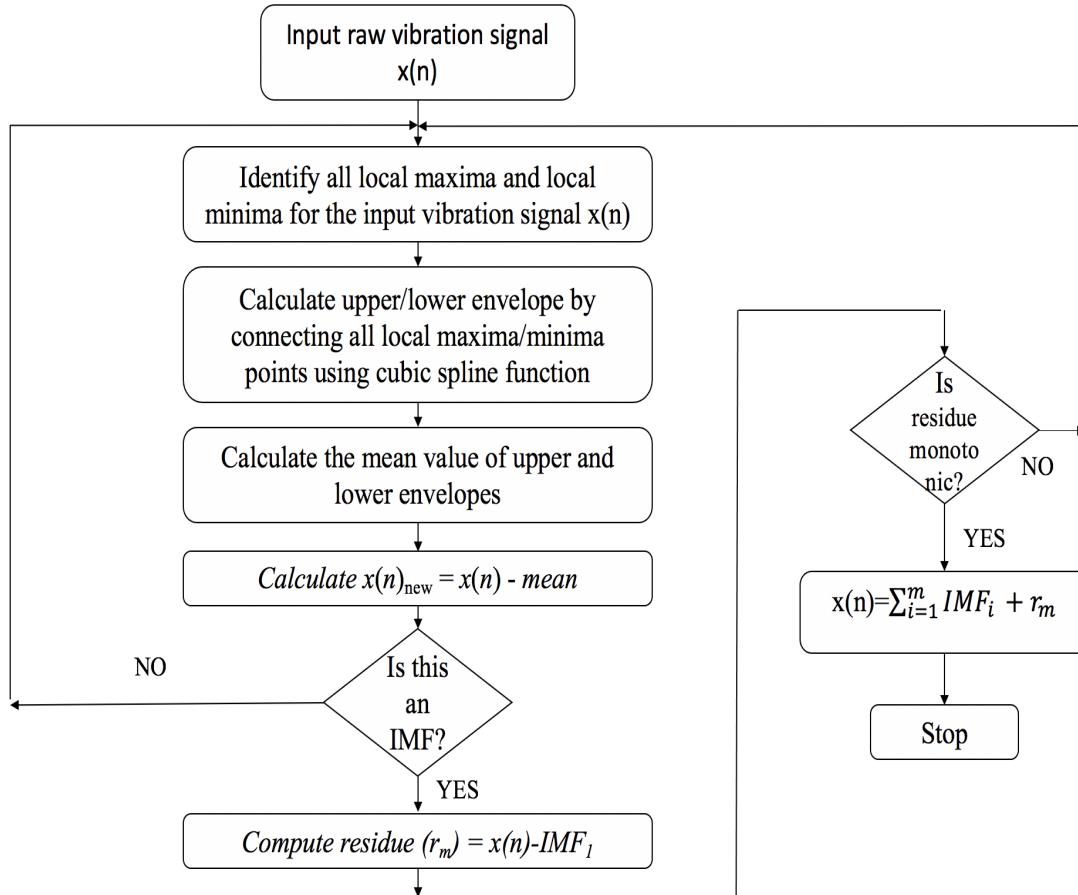 Input raw vibration signal
x(n)
Identify all local maxima and local
minima for the input vibration signal x(n)
Calculate upper/lower envelope by
connecting all local maxima/minima
points using cubic spline function
Calculate the mean value of upper and
lower envelopes
Calculate x(n)new = x(n) - mean
Is this
an
IMF?
NO
YES
Compute residue (rm) = x(n)-IMF1
Is
residue
monoto
nic?
NO
YES
x(n)=∑_{i=1}^{m} IMF_i + r_m
Stop